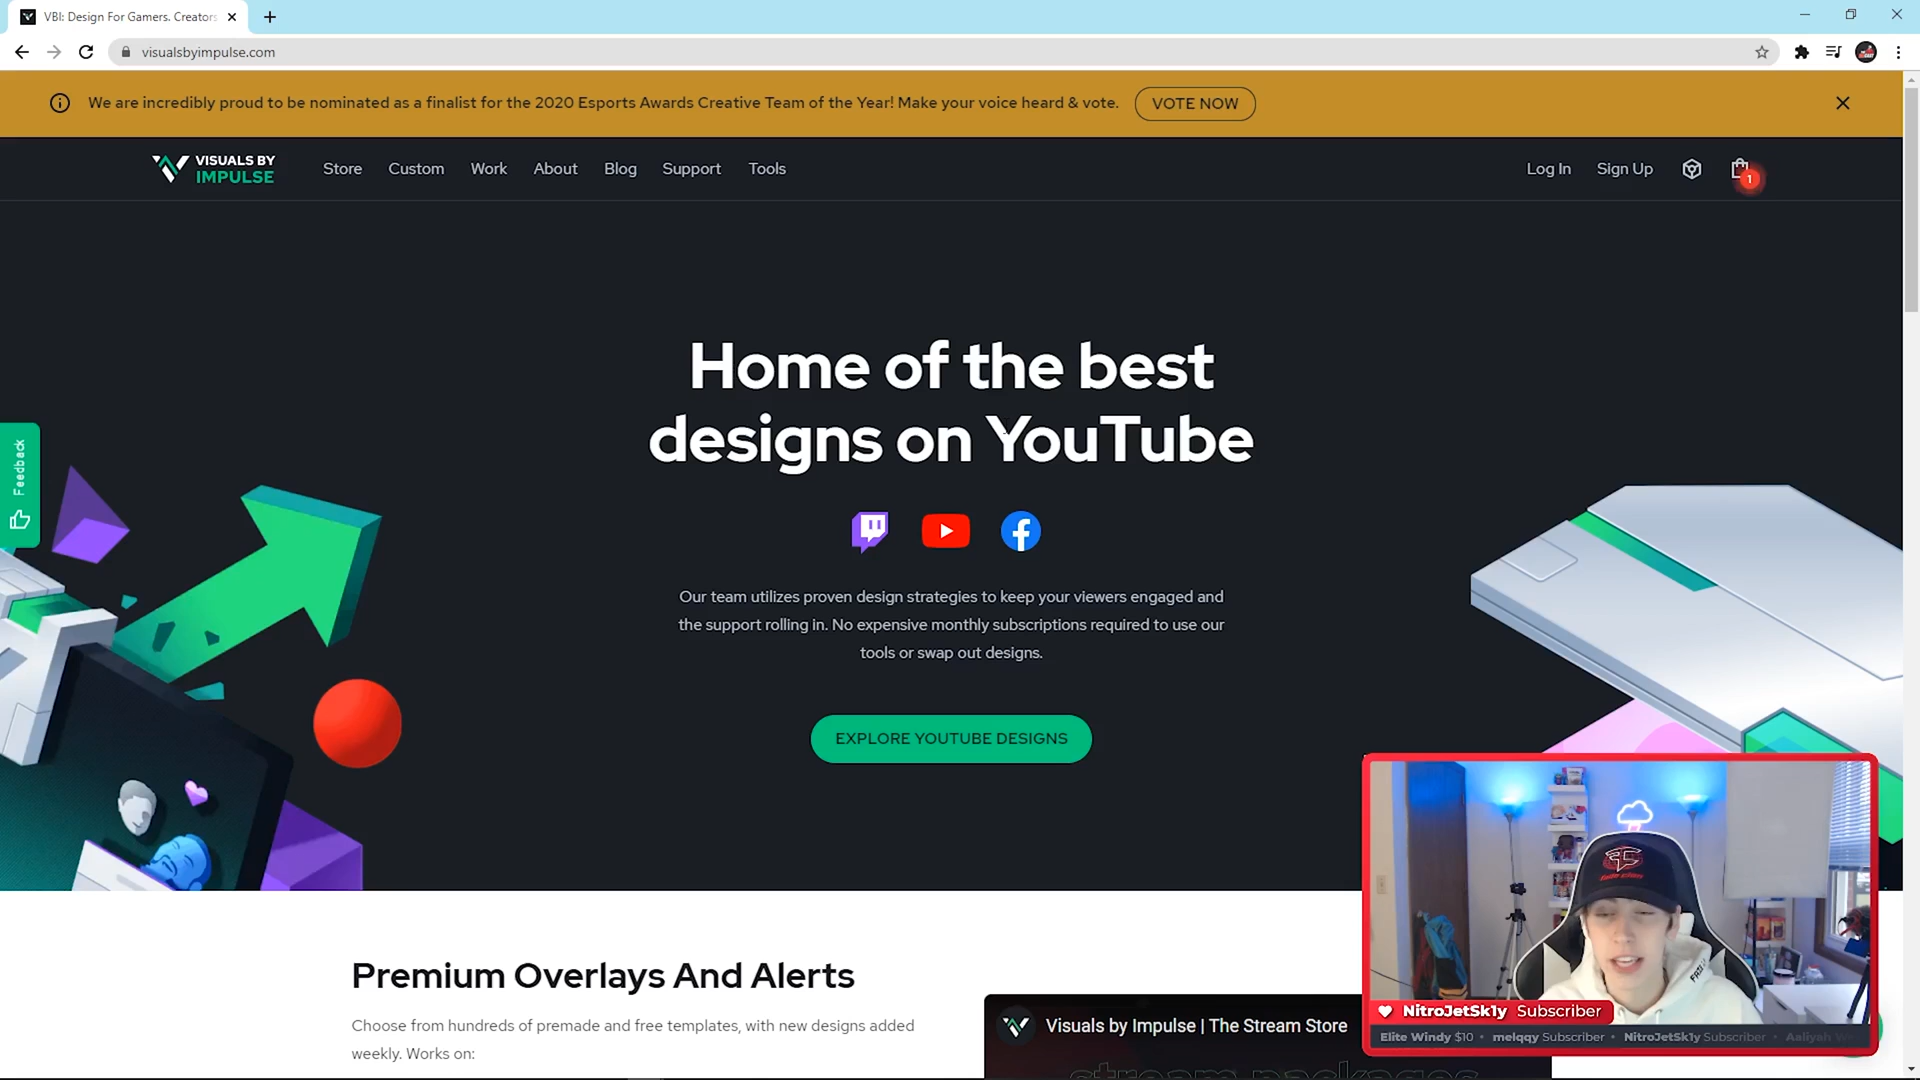 VBI: Design For Gamers. Creators
visualsbyimpulse.com
We are incredibly proud to be nominated as a finalist for the 2020 Esports Awards Creative Team of the Year! Make your voice heard & vote.
VOTE NOW
VISUALS BY
IMPULSE
Store
Custom
Work
About
Blog
Support
Tools
Log In
Sign Up
1
Home of the best
designs on YouTube
Feedback
Our team utilizes proven design strategies to keep your viewers engaged and
the support rolling in. No expensive monthly subscriptions required to use our
tools or swap out designs.
EXPLORE YOUTUBE DESIGNS
Premium Overlays And Alerts
Choose from hundreds of premade and free templates, with new designs added
weekly. Works on:
Visuals by Impulse | The Stream Store
stream packages
NitroJetSk1y Subscriber
Elite Windy $10 • melqqy Subscriber • NitroJetSk1y Subscriber • Aaliyah